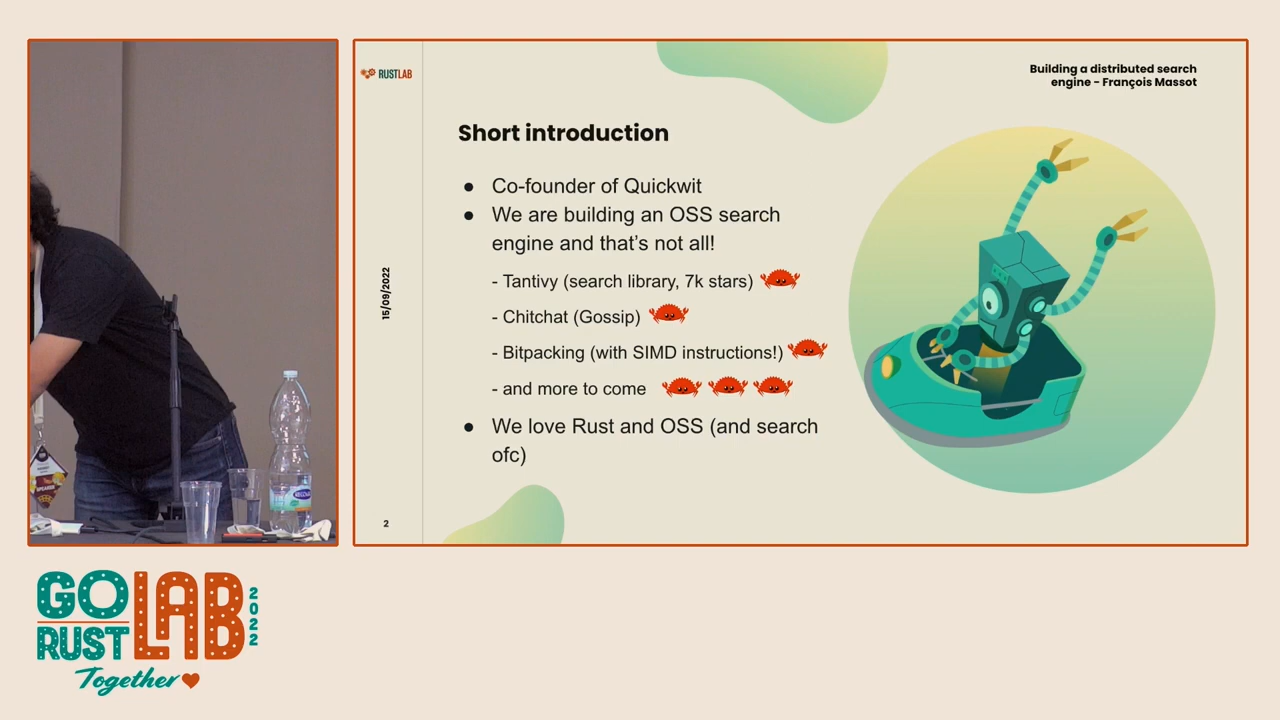 RUSTLAB
Building a distributed search
engine - François Massot
Short introduction
● Co-founder of Quickwit
● We are building an OSS search
engine and that's not all!
- Tantivy (search library, 7k stars)
- Chitchat (Gossip)
- Bitpacking (with SIMD instructions!)
- and more to come
● We love Rust and OSS (and search
ofc)
15/09/2022
2
SPEAKER
GO LAB
RUST
2022
Together